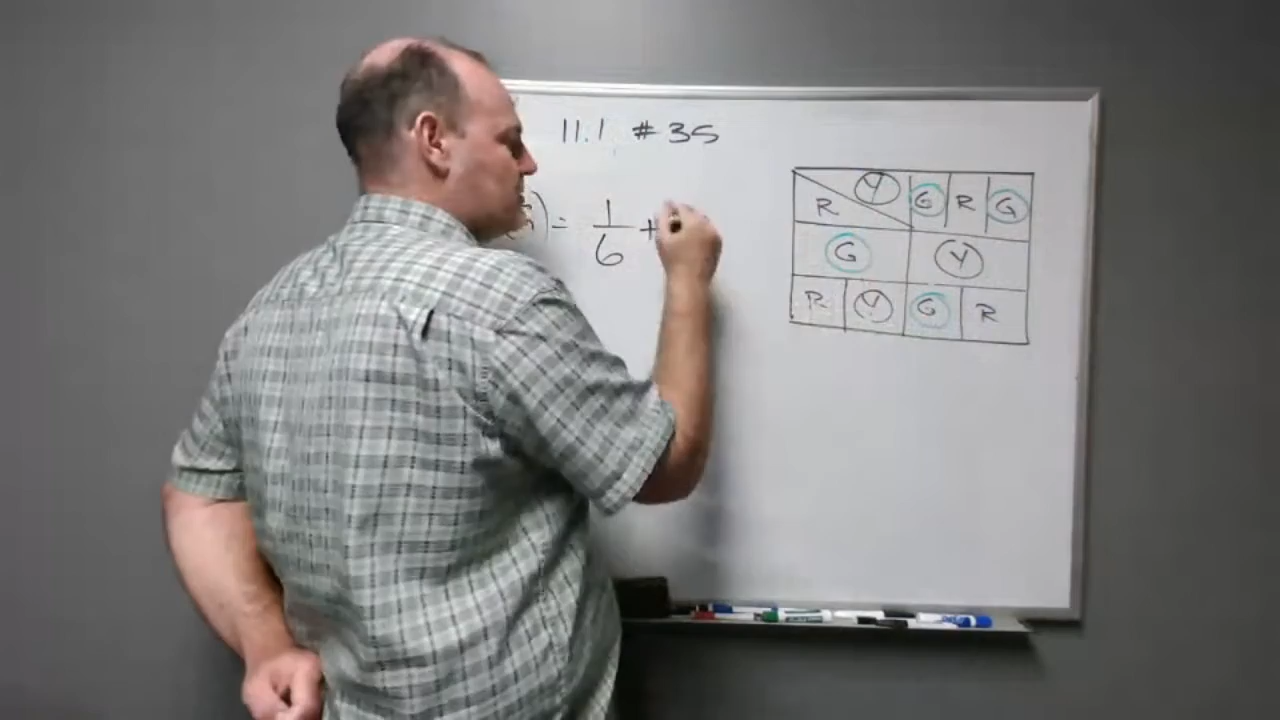 11.1 # 35
G) = 1/6 +
Y G R G
R
G Y
R Y G R